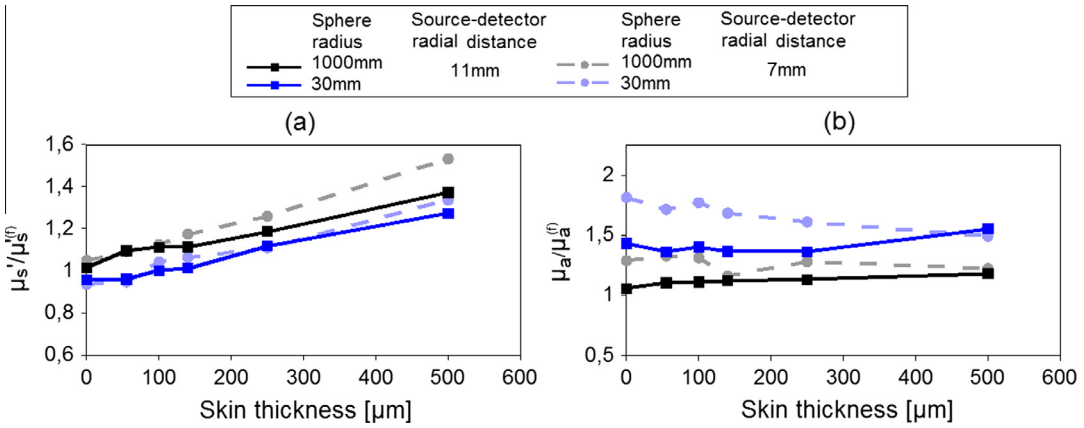 Sphere radius Source-detector radial distance Sphere radius Source-detector radial distance
1000mm 11mm 1000mm 7mm
30mm 30mm
(a)
1,6
1,4
1,2
1
0,8
0,6
μs'/μs'(f)
0 100 200 300 400 500 600
Skin thickness [μm]
(b)
2
1,5
1
0,5
μa/μa(f)
0 100 200 300 400 500 600
Skin thickness [μm]